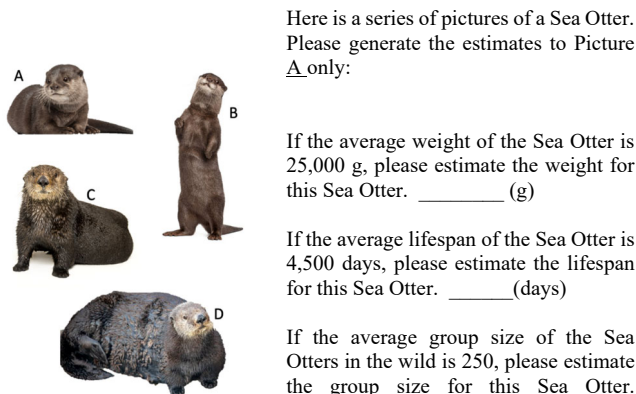 Here is a series of pictures of a Sea Otter.
Please generate the estimates to Picture
A only:
A
B
If the average weight of the Sea Otter is
25,000 g, please estimate the weight for
this Sea Otter. ________ (g)
C
If the average lifespan of the Sea Otter is
4,500 days, please estimate the lifespan
for this Sea Otter. ______(days)
D
If the average group size of the Sea
Otters in the wild is 250, please estimate
the group size for this Sea Otter.